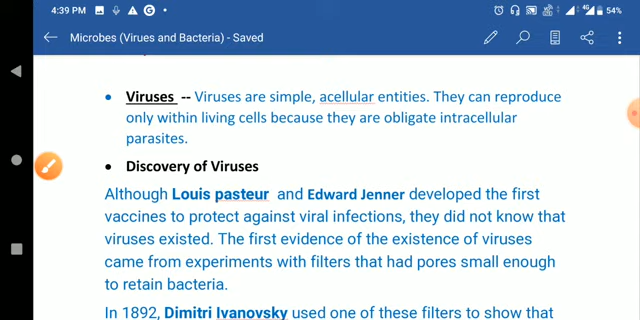 4:39 PM
54%
Microbes (Virues and Bacteria) - Saved
• Viruses -- Viruses are simple, acellular entities. They can reproduce
only within living cells because they are obligate intracellular
parasites.
• Discovery of Viruses
Although Louis pasteur and Edward Jenner developed the first
vaccines to protect against viral infections, they did not know that
viruses existed. The first evidence of the existence of viruses
came from experiments with filters that had pores small enough
to retain bacteria.
In 1892, Dimitri Ivanovsky used one of these filters to show that